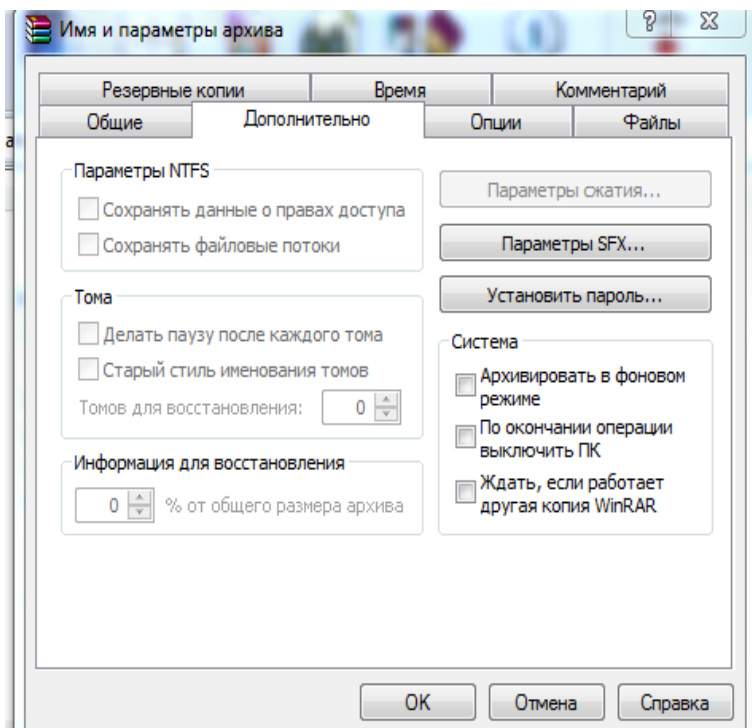 Имя и параметры архива
Резервные копии Время Комментарий
Общие Дополнительно Опции Файлы
Параметры NTFS
Сохранять данные о правах доступа
Сохранять файловые потоки
Тома
Делать паузу после каждого тома
Старый стиль именования томов
Томов для восстановления: 0
Информация для восстановления
0 % от общего размера архива
Параметры сжатия...
Параметры SFX...
Установить пароль...
Система
Архивировать в фоновом
режиме
По окончании операции
выключить ПК
Ждать, если работает
другая копия WinRAR
OK Отмена Справка